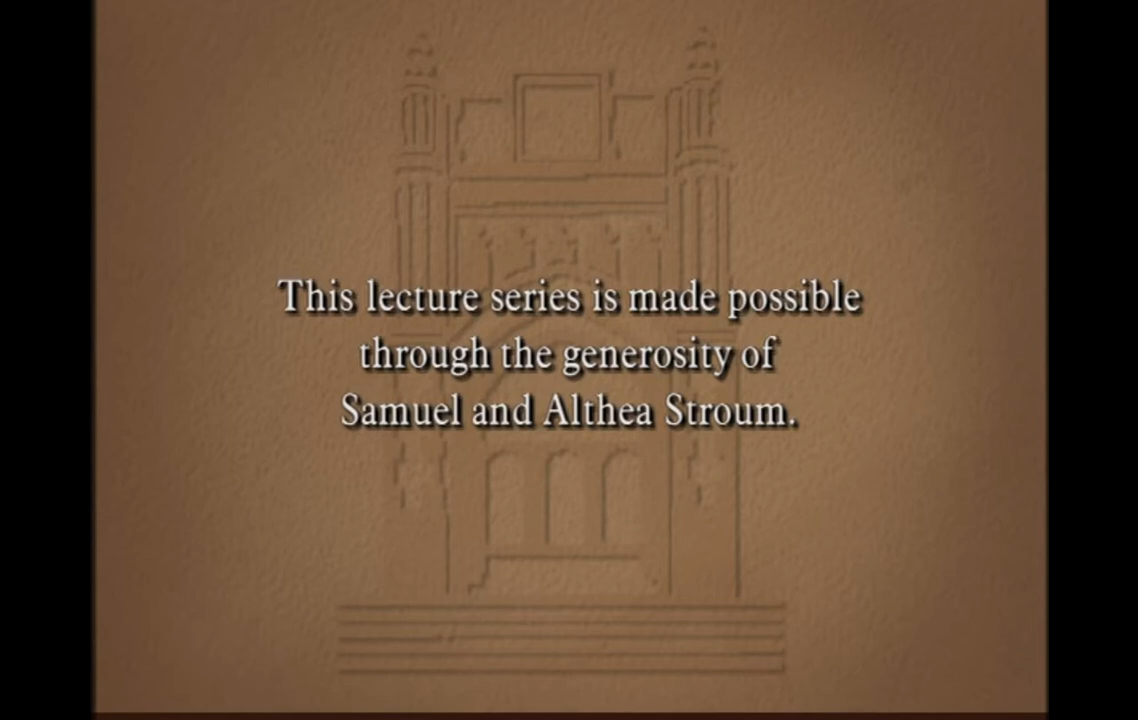 This lecture series is made possible
through the generosity of
Samuel and Althea Stroum.